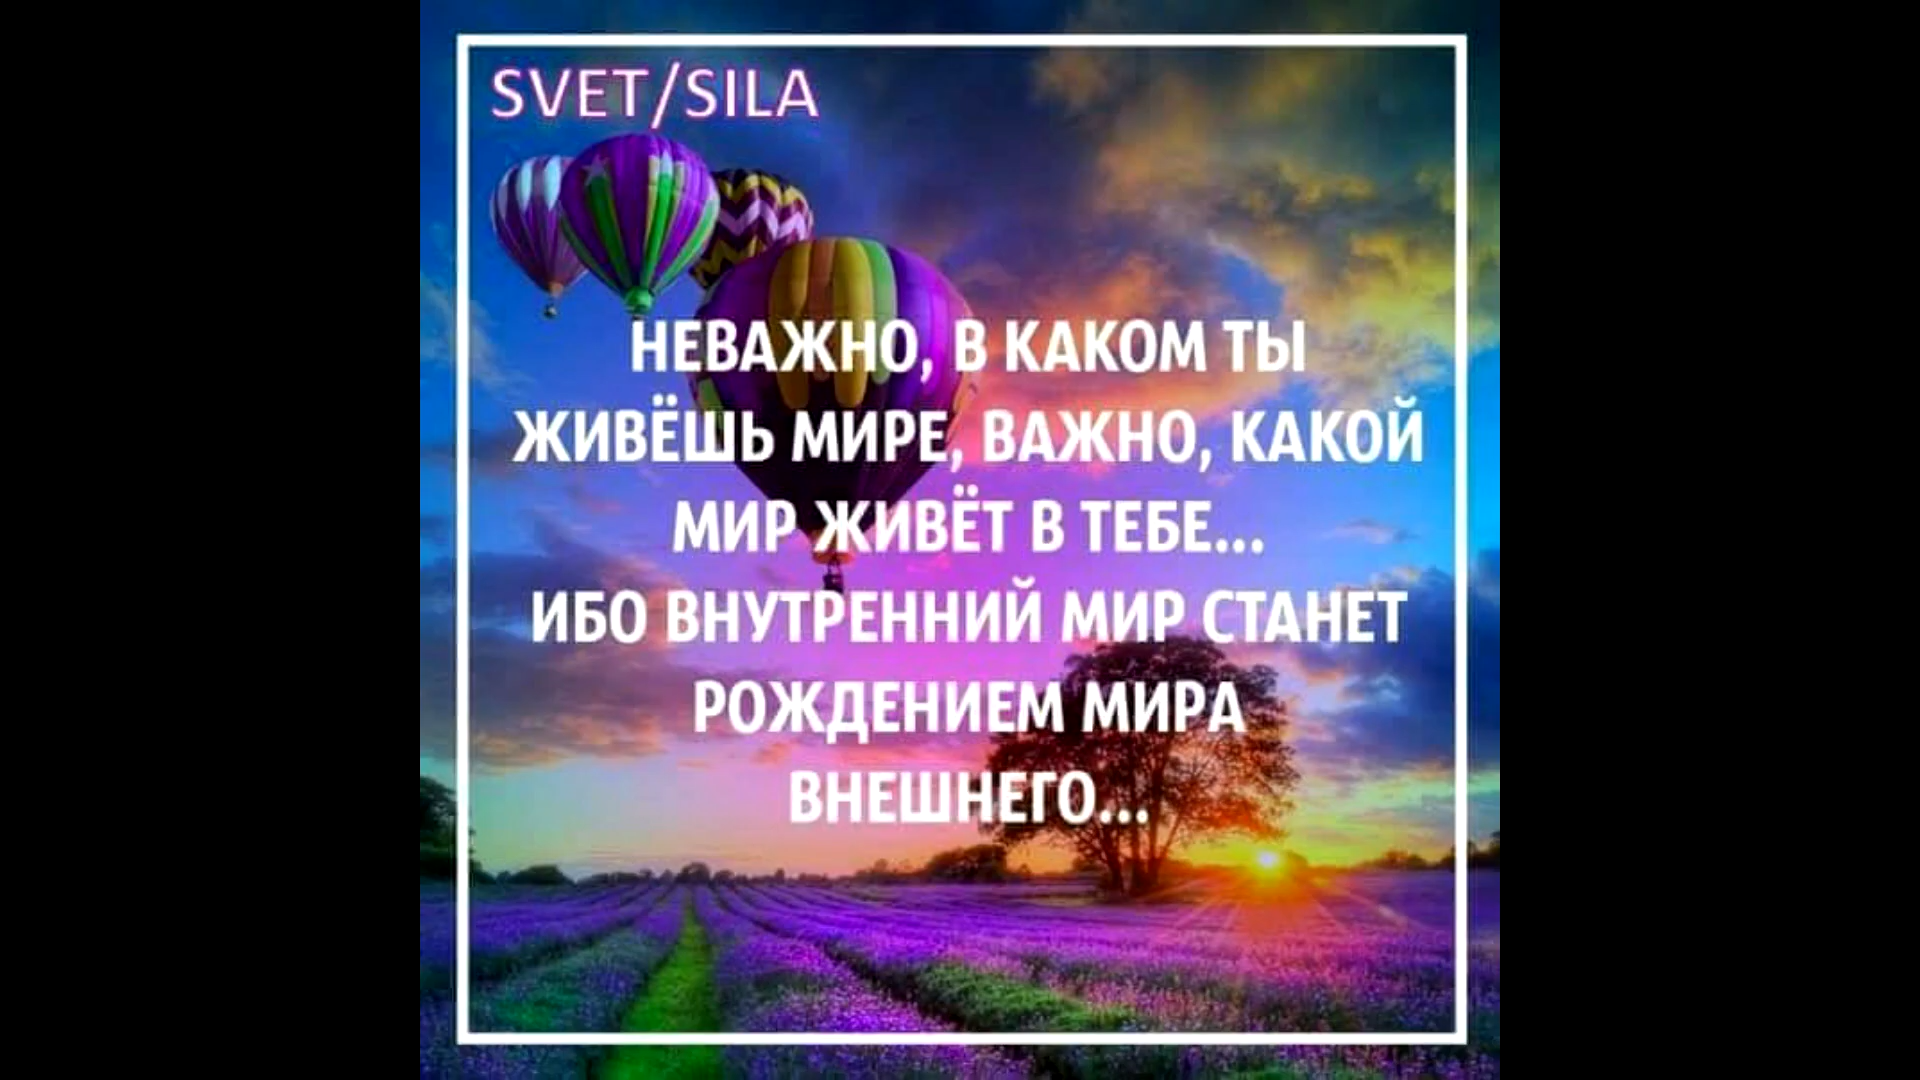 SVET/SILA
НЕВАЖНО, В КАКОМ ТЫ
ЖИВЁШЬ МИРЕ, ВАЖНО, КАКОЙ
МИР ЖИВЁТ В ТЕБЕ...
ИБО ВНУТРЕННИЙ МИР СТАНЕТ
РОЖДЕНИЕМ МИРА
ВНЕШНЕГО...